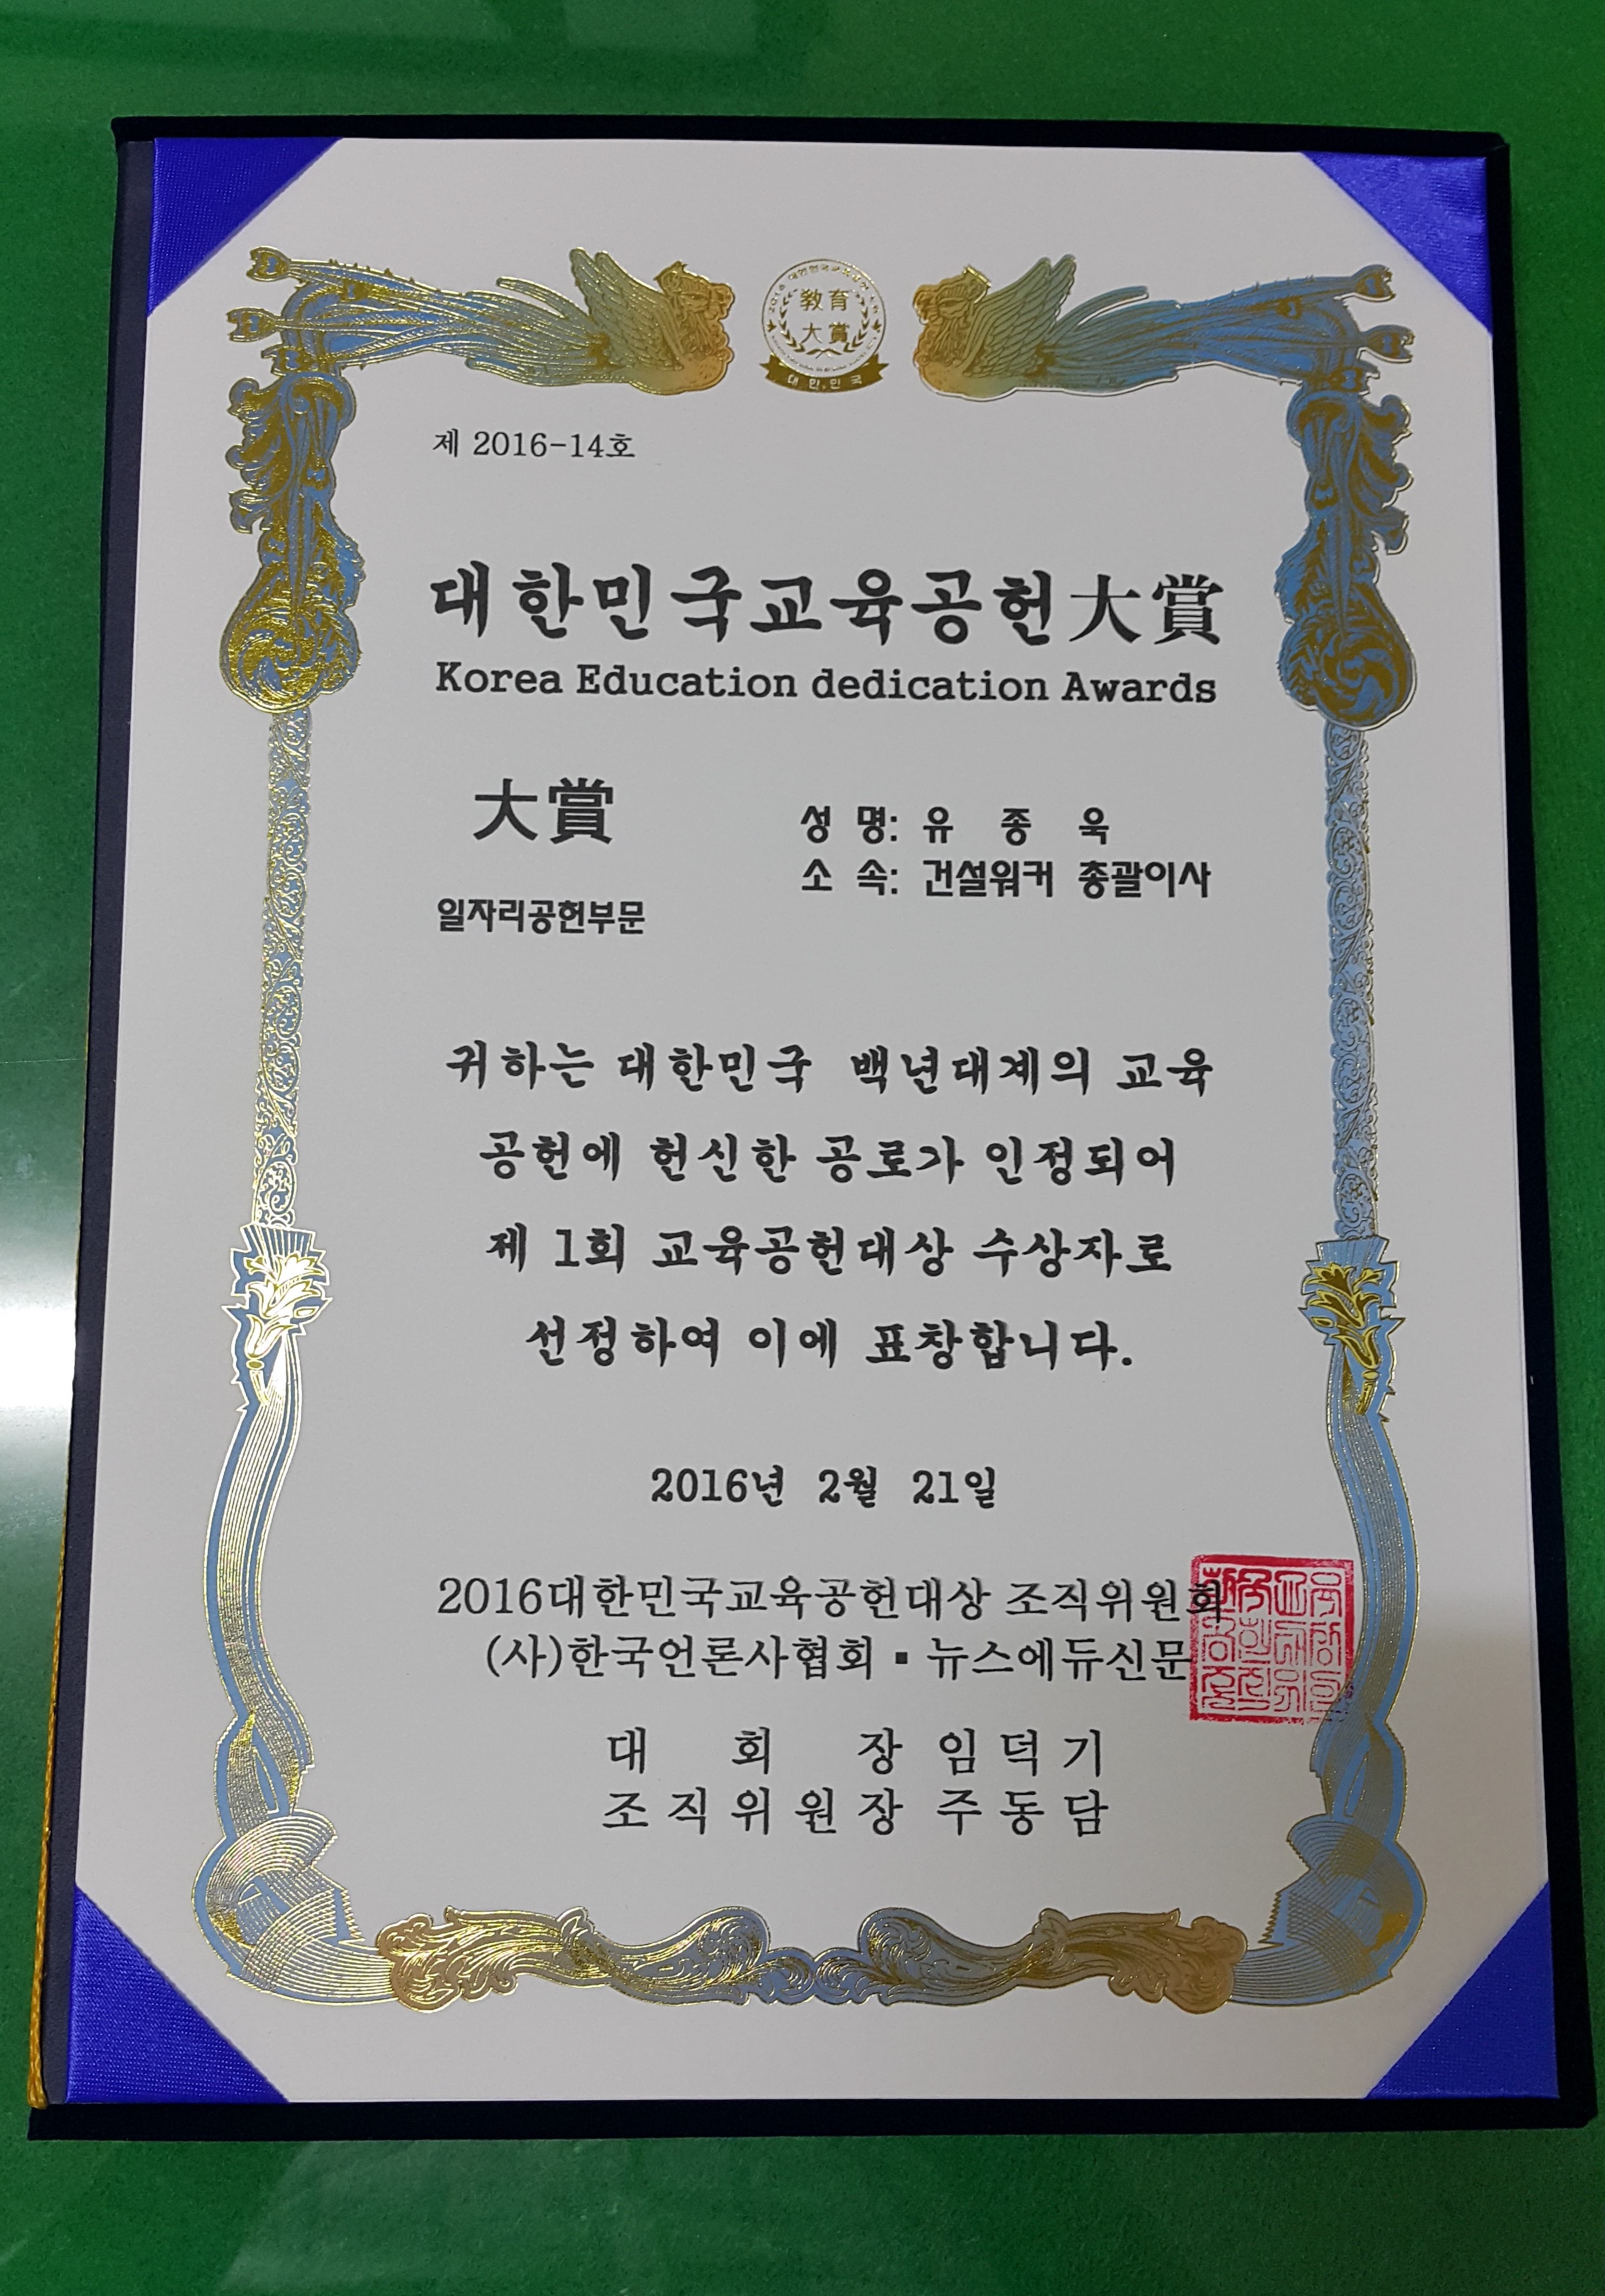 教育
大賞
대한민국
제 2016-14호
대한민국교육공헌大賞
Korea Education dedication Awards
大賞
일자리공헌부문
성 명: 유 종 욱
소 속: 건설워커 총괄이사
귀하는 대한민국 백년대계의 교육
공헌에 헌신한 공로가 인정되어
제 1회 교육공헌대상 수상자로
선정하여 이에 표창합니다.
2016년 2월 21일
2016대한민국교육공헌대상 조직위원회
(사)한국언론사협회 ▪ 뉴스에듀신문
대 회 장 임 덕 기
조 직 위 원 장 주 동 담